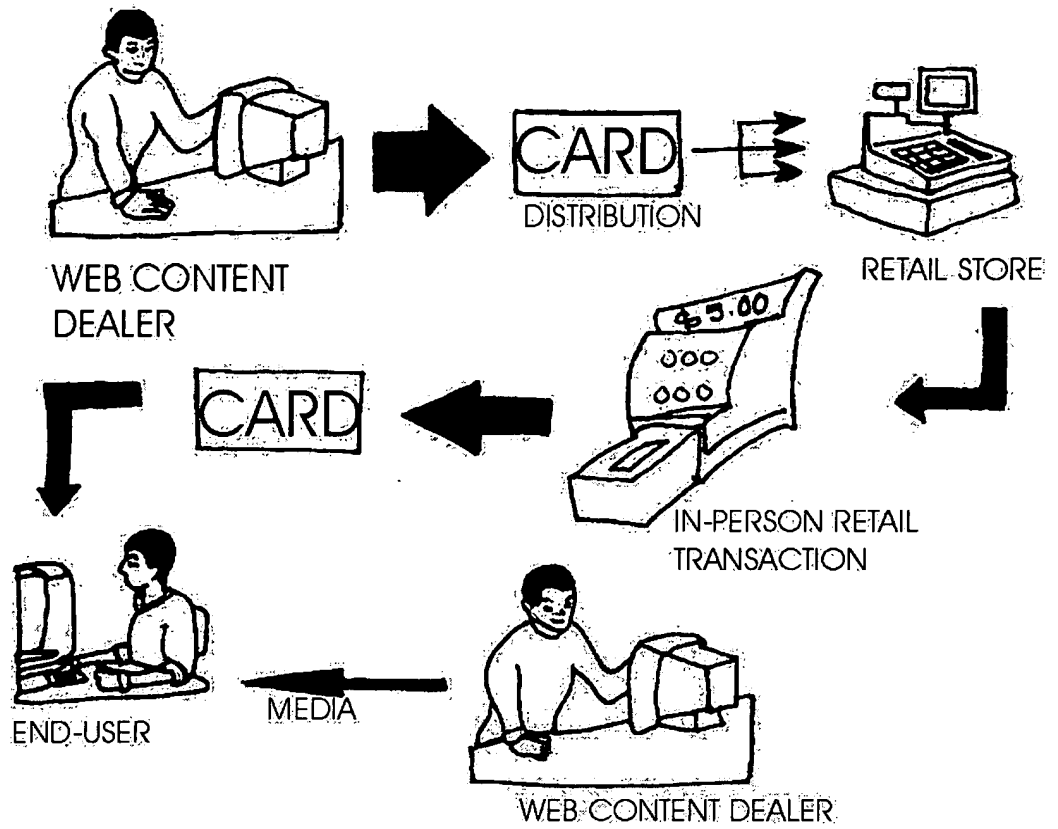 CARD
DISTRIBUTION
WEB CONTENT
DEALER
RETAIL STORE
$5.00
CARD
IN-PERSON RETAIL
TRANSACTION
END-USER
MEDIA
WEB CONTENT DEALER